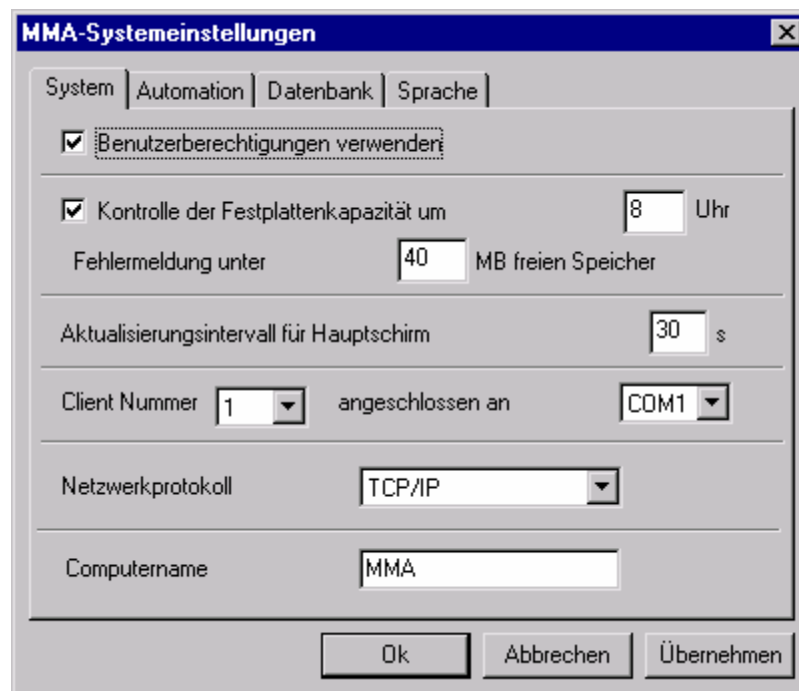 MMA-Systemeinstellungen
System Automation Datenbank Sprache
Benutzerberechtigungen verwenden
Kontrolle der Festplattenkapazität um 8 Uhr
Fehlermeldung unter 40 MB freien Speicher
Aktualisierungsintervall für Hauptschirm 30 s
Client Nummer 1 angeschlossen an COM1
Netzwerkprotokoll TCP/IP
Computername MMA
Ok Abbrechen Übernehmen